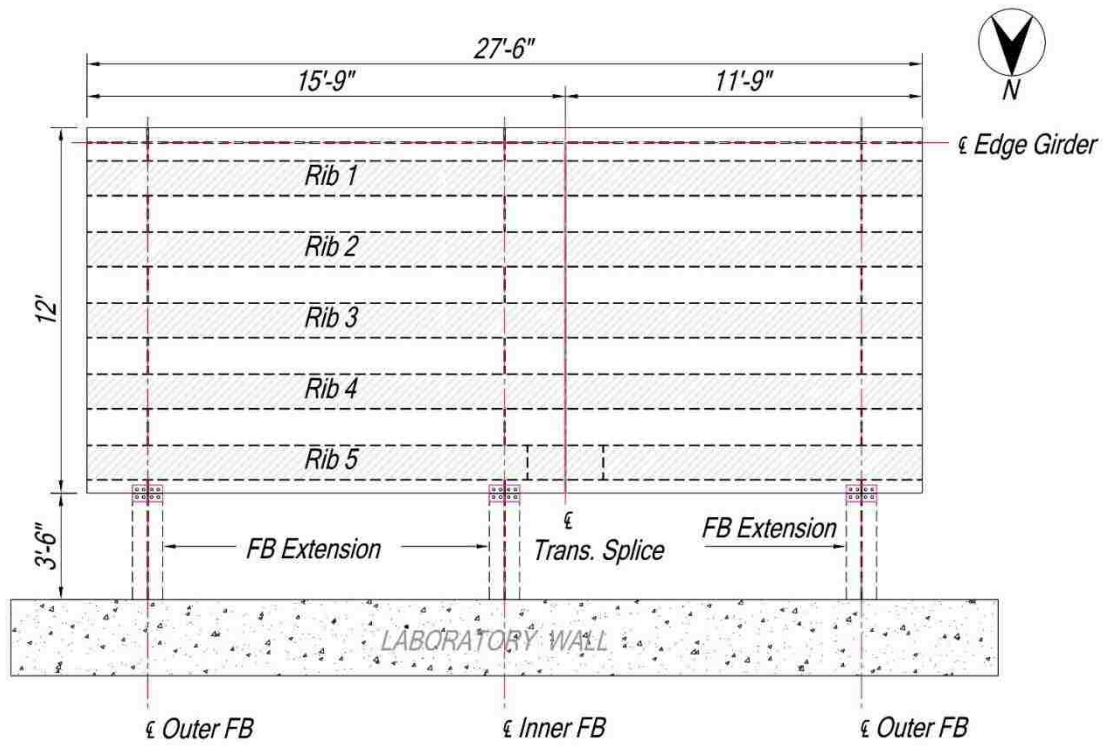 27'-6"
15'-9"
11'-9"
N
℄ Edge Girder
Rib 1
Rib 2
12'
Rib 3
Rib 4
Rib 5
3'-6"
FB Extension
℄
Trans. Splice
FB Extension
LABORATORY WALL
℄ Outer FB
℄ Inner FB
℄ Outer FB